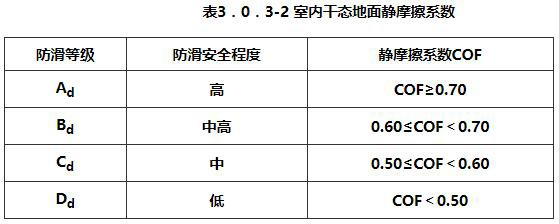 表3．0．3-2 室内干态地面静摩擦系数
防滑等级 防滑安全程度 静摩擦系数COF
Ad 高 COF≥0.70
Bd 中高 0.60≤COF＜0.70
Cd 中 0.50≤COF＜0.60
Dd 低 COF＜0.50